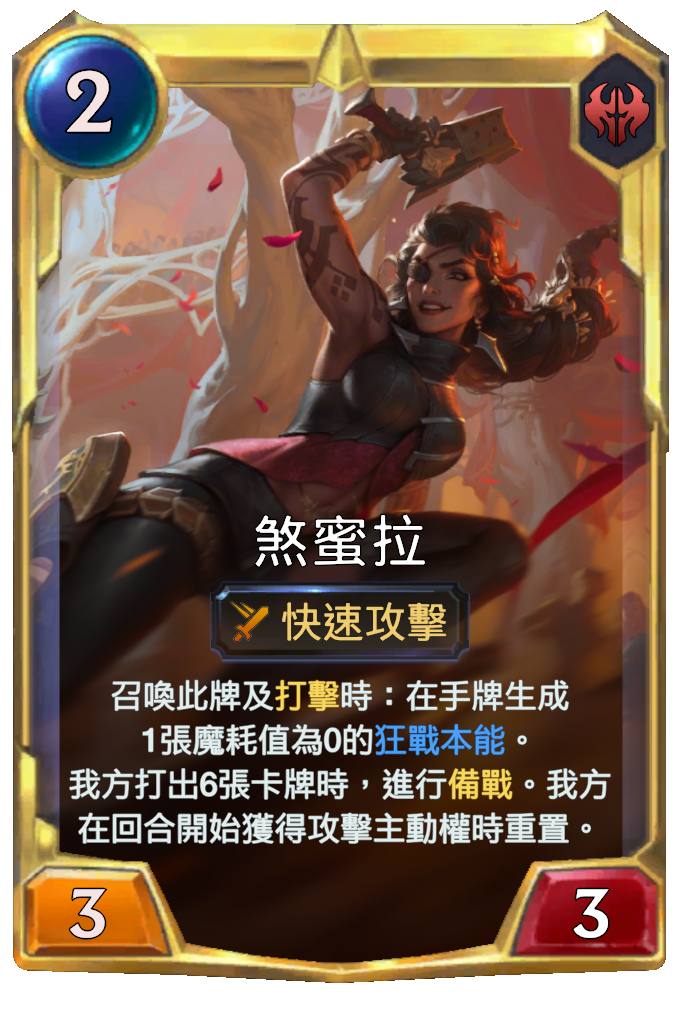 2
煞蜜拉
快速攻擊
召喚此牌及打擊時：在手牌生成
1張魔耗值為0的狂戰本能。
我方打出6張卡牌時，進行備戰。我方
在回合開始獲得攻擊主動權時重置。
3
3